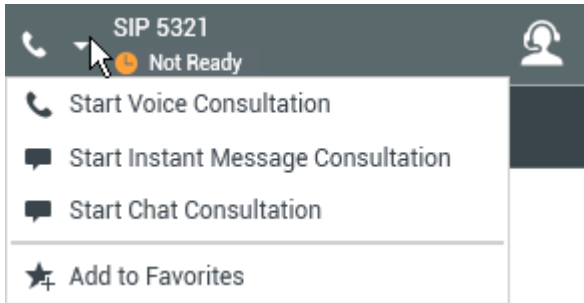 SIP 5321
Not Ready
Start Voice Consultation
Start Instant Message Consultation
Start Chat Consultation
Add to Favorites